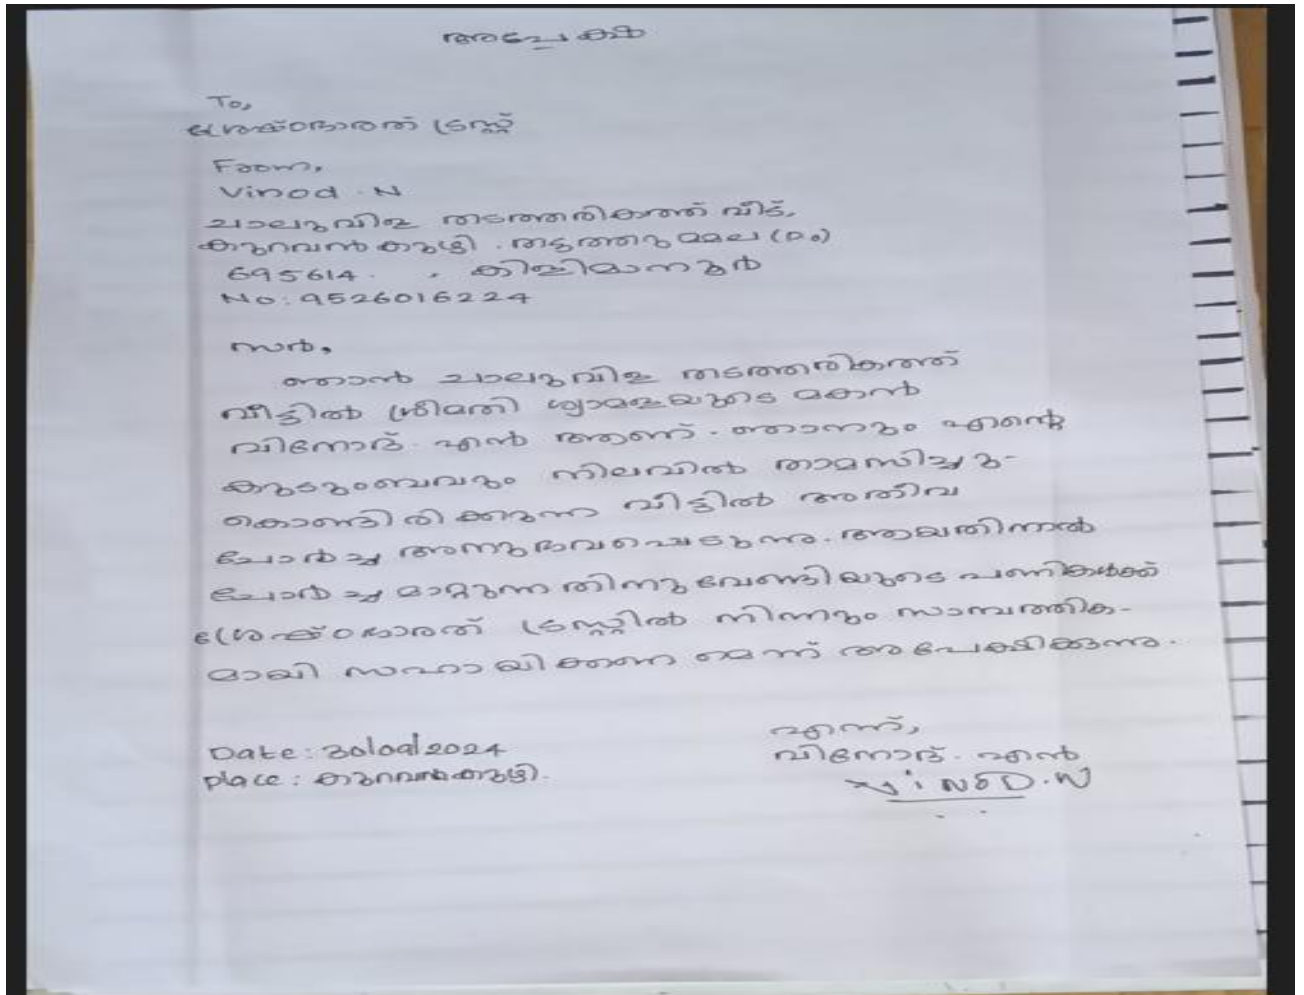 അപേക്ഷ
To,
ശ്രേഷ്ഠഭാരത് ട്രസ്റ്റ്
From,
Vinod . N
ചാലുവിള തടത്തരികത്ത് വീട്,
കുറവൻകുഴി . തട്ടത്തുമല (P.o)
695614 . . കിളിമാനൂർ
No: 9526016224
സർ,
ഞാൻ ചാലുവിള തടത്തരികത്ത്
വീട്ടിൽ ശ്രീമതി ശ്യാമളയുടെ മകൻ
വിനോദ്. എൻ ആണ്. ഞാനും എന്റെ
കുടുംബവും നിലവിൽ താമസിച്ചു-
കൊണ്ടിരിക്കുന്ന വീട്ടിൽ അതീവ
ചോർച്ച അനുഭവപ്പെടുന്നു. ആയതിനാൽ
ചോർച്ച മാറ്റുന്നതിനുവേണ്ടിയുടെ പണികൾക്ക്
ശ്രേഷ്ഠഭാരത് ട്രസ്റ്റിൽ നിന്നും സാമ്പത്തിക-
മായി സഹായിക്കണമെന്ന് അപേക്ഷിക്കുന്നു.
എന്ന്,
Date: 30/09/2024 വിനോദ്. എൻ
Place: കുറവൻകുഴി. ViNOD.N